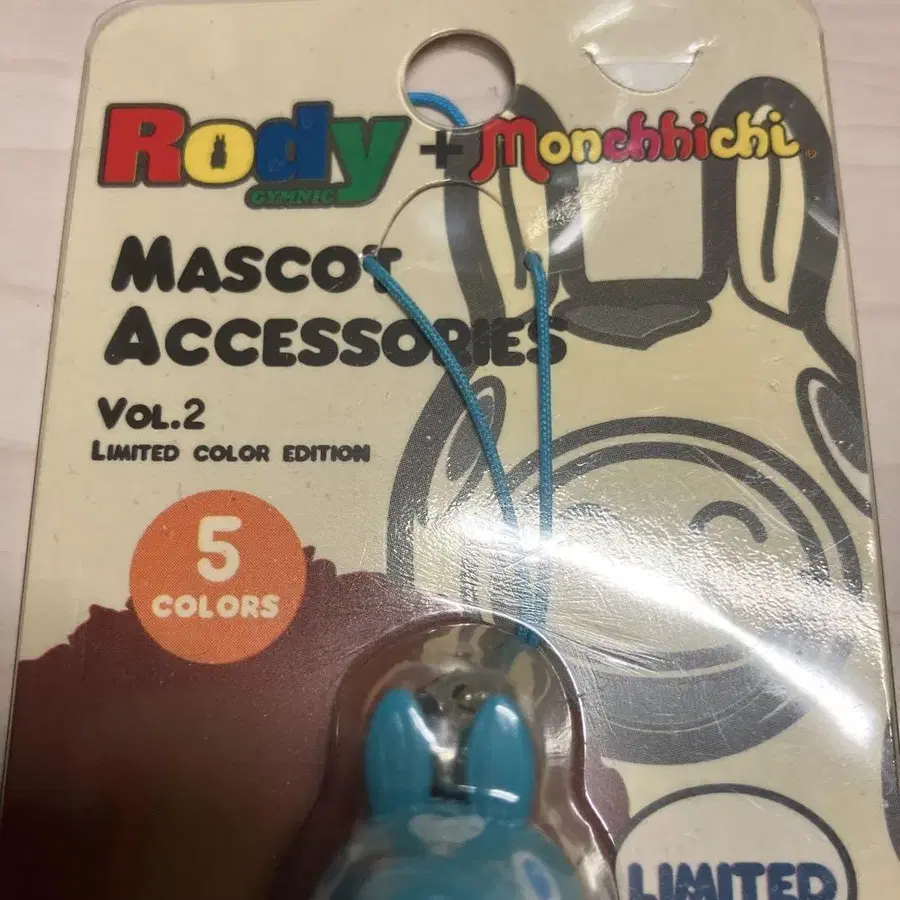 Rody + Monchhichi®
GYMNIC
MASCOT
ACCESSORIES
VOL.2
LIMITED COLOR EDITION
5
COLORS
LIMITED